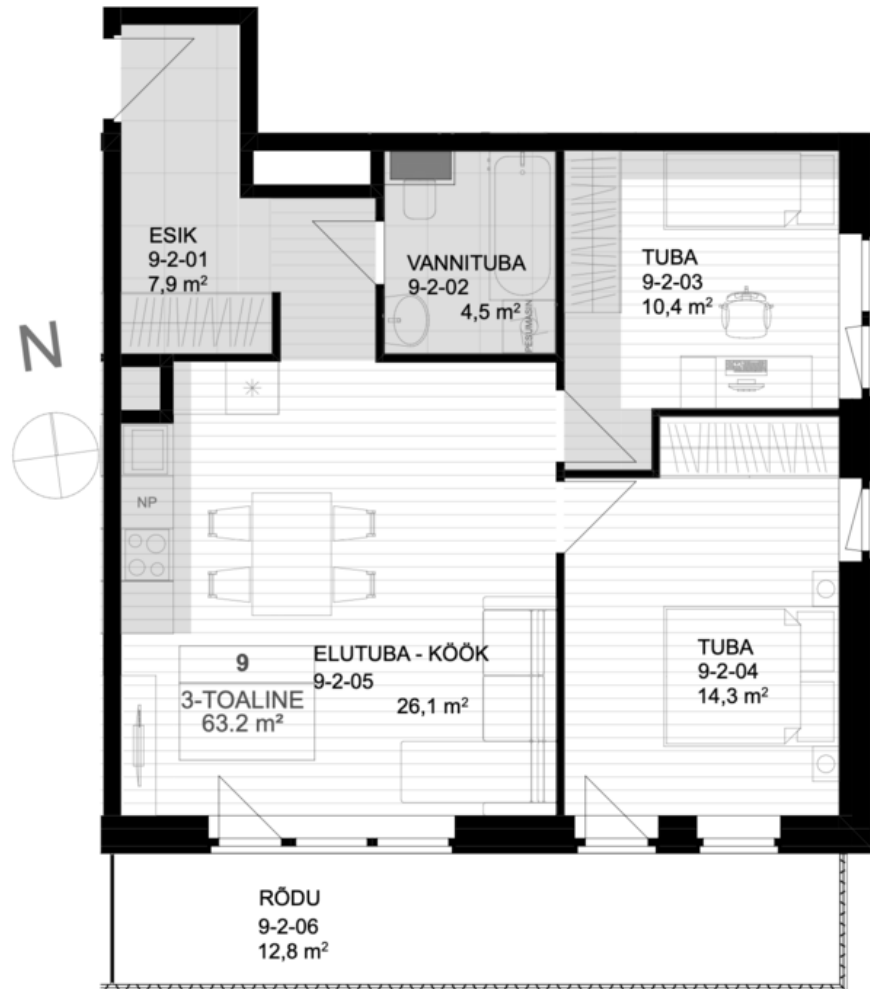 ESIK
9-2-01
7,9 m²
VANNITUBA
9-2-02
4,5 m²
PESUMASIN
TUBA
9-2-03
10,4 m²
N
NP
TUBA
9-2-04
14,3 m²
ELUTUBA - KÖÖK
9-2-05
26,1 m²
9
3-TOALINE
63.2 m²
RÕDU
9-2-06
12,8 m²